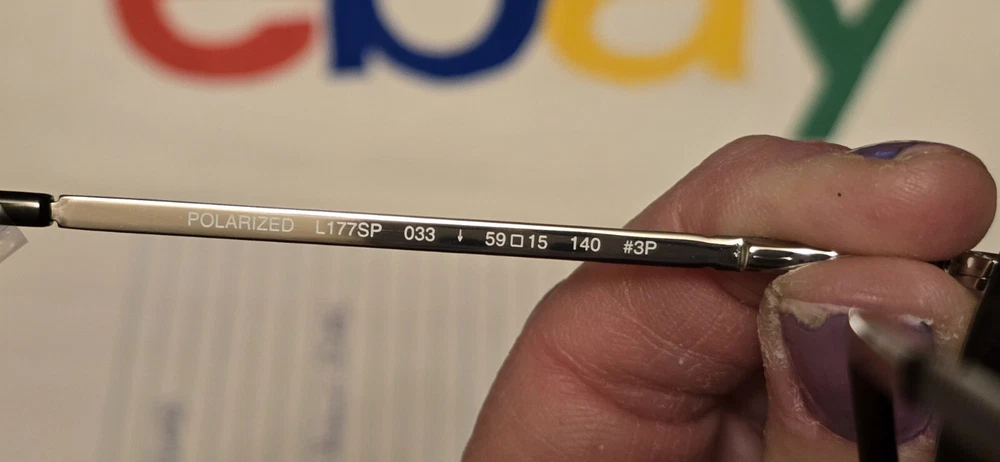 ebay
POLARIZED L177SP 033 ↓ 59□15 140 #3P